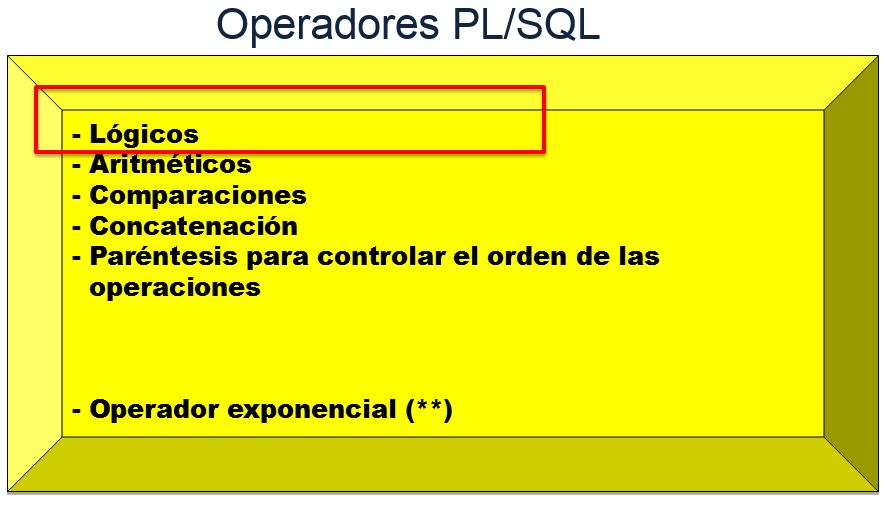 Operadores PL/SQL
- Lógicos
- Aritméticos
- Comparaciones
- Concatenación
- Paréntesis para controlar el orden de las
operaciones
- Operador exponencial (**)